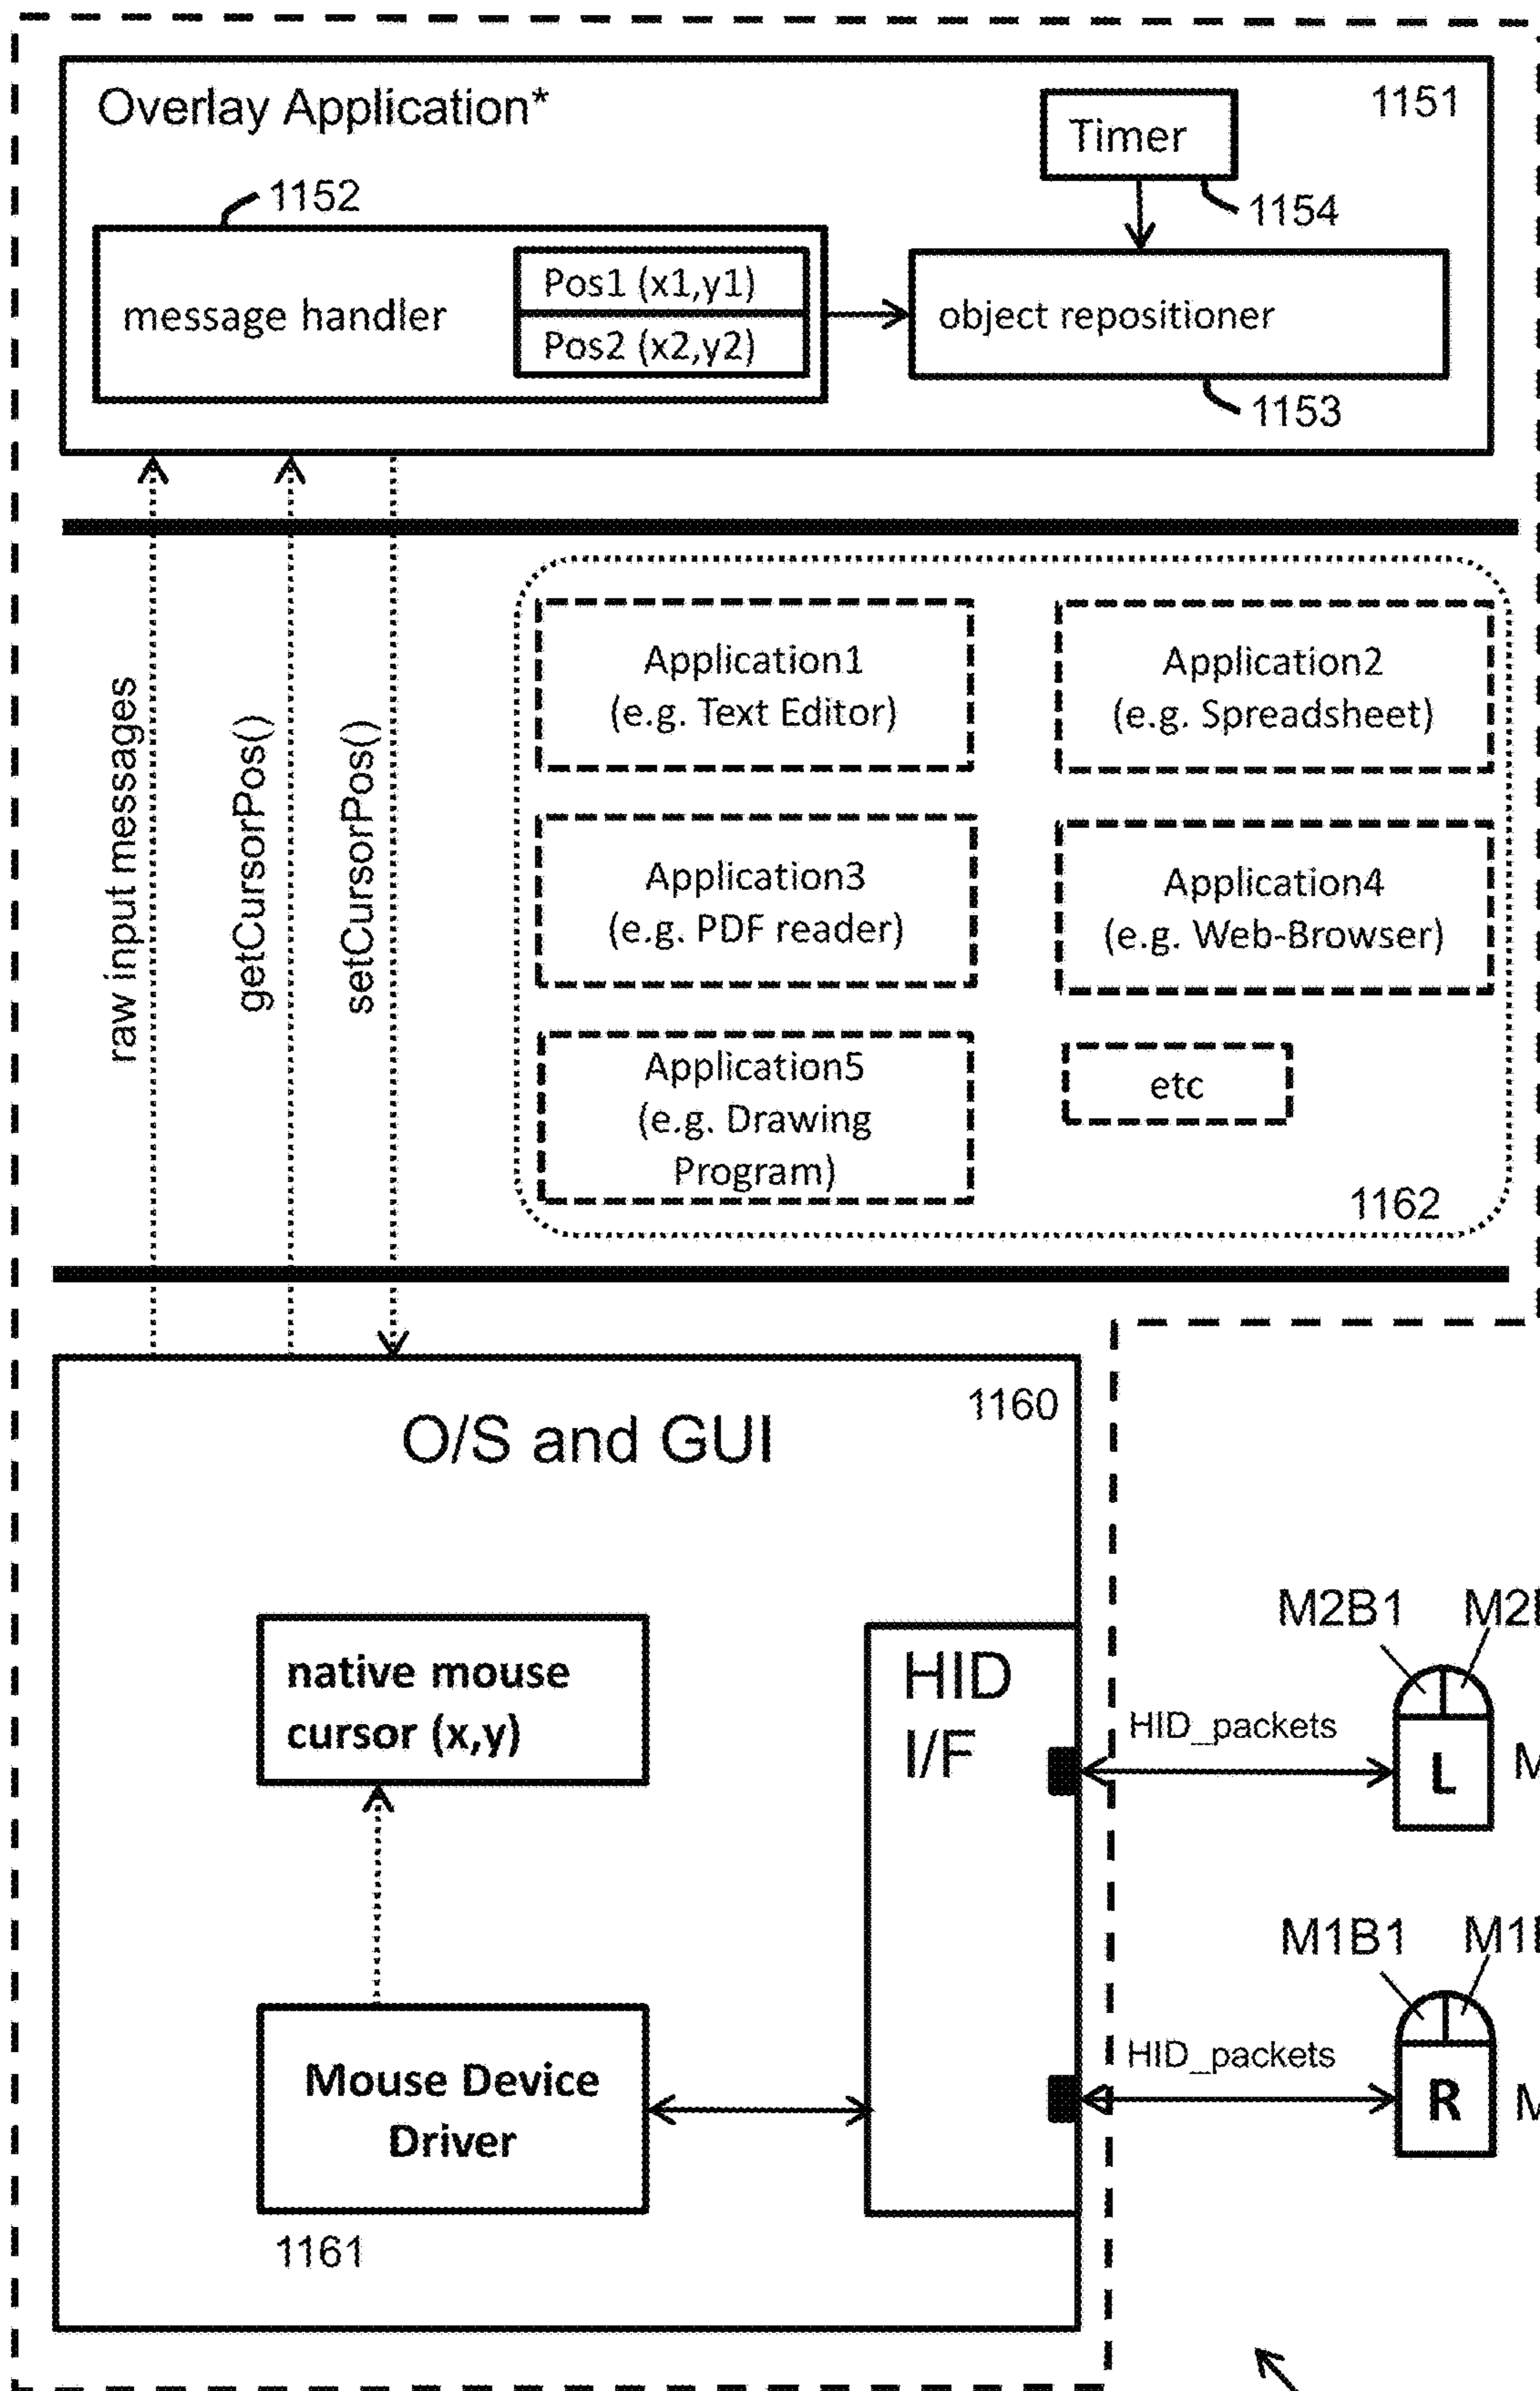 Overlay Application*
1151
Timer
1152
1154
message handler
Pos1 (x1,y1)
Pos2 (x2,y2)
object repositioner
1153
raw input messages
getCursorPos()
setCursorPos()
Application1
(e.g. Text Editor)
Application2
(e.g. Spreadsheet)
Application3
(e.g. PDF reader)
Application4
(e.g. Web-Browser)
Application5
(e.g. Drawing
Program)
etc
1162
1160
O/S and GUI
native mouse
cursor (x,y)
HID
I/F
M2B1
HID_packets
L
Mouse Device
Driver
1161
M1B1
HID_packets
R